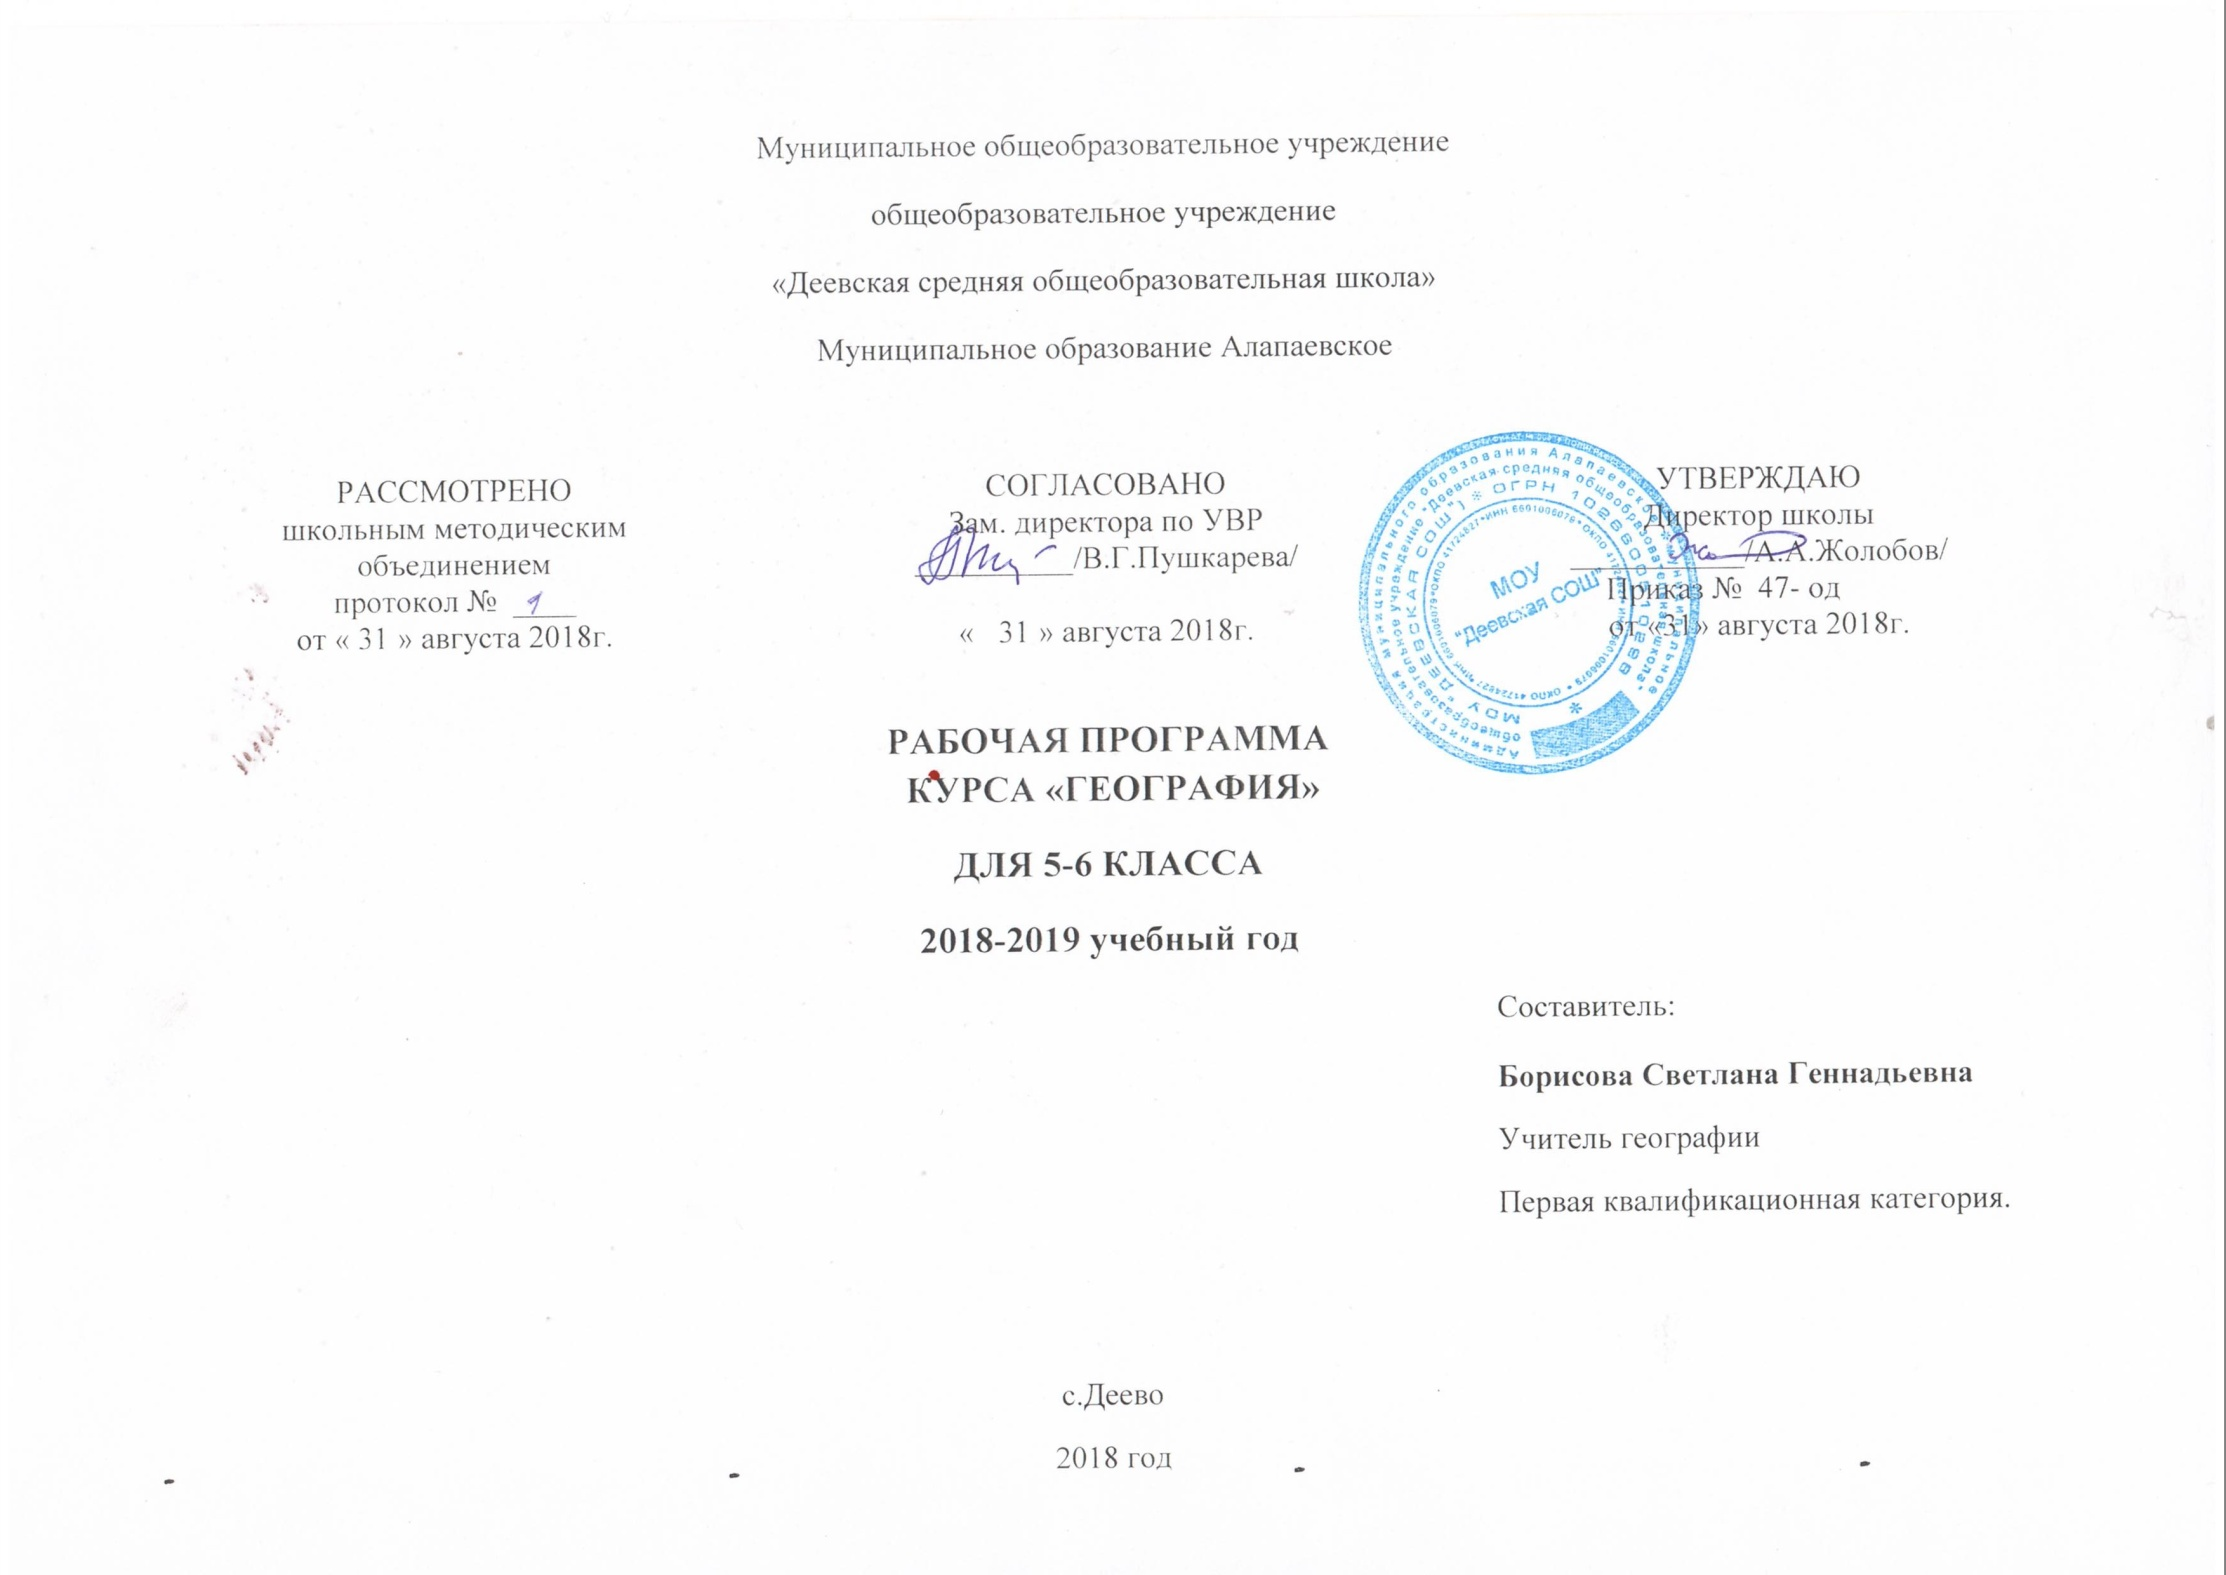 Муниципальное общеобразовательное учреждение
общеобразовательное учреждение
«Деевская средняя общеобразовательная школа»
Муниципальное образование Алапаевское
РАССМОТРЕНО
школьным методическим
объединением
протокол № 1
от « 31 » августа 2018г.
СОГЛАСОВАНО
Зам. директора по УВР
/В.Г.Пушкарева/
« 31 » августа 2018г.
УТВЕРЖДАЮ
Директор школы
/А.А.Жолобов/
Приказ № 47- од
от «31» августа 2018г.
МОУ
"Деевская СОШ"
РАБОЧАЯ ПРОГРАММА
КУРСА «ГЕОГРАФИЯ»
ДЛЯ 5-6 КЛАССА
2018-2019 учебный год
Составитель:
Борисова Светлана Геннадьевна
Учитель географии
Первая квалификационная категория.
с.Деево
2018 год